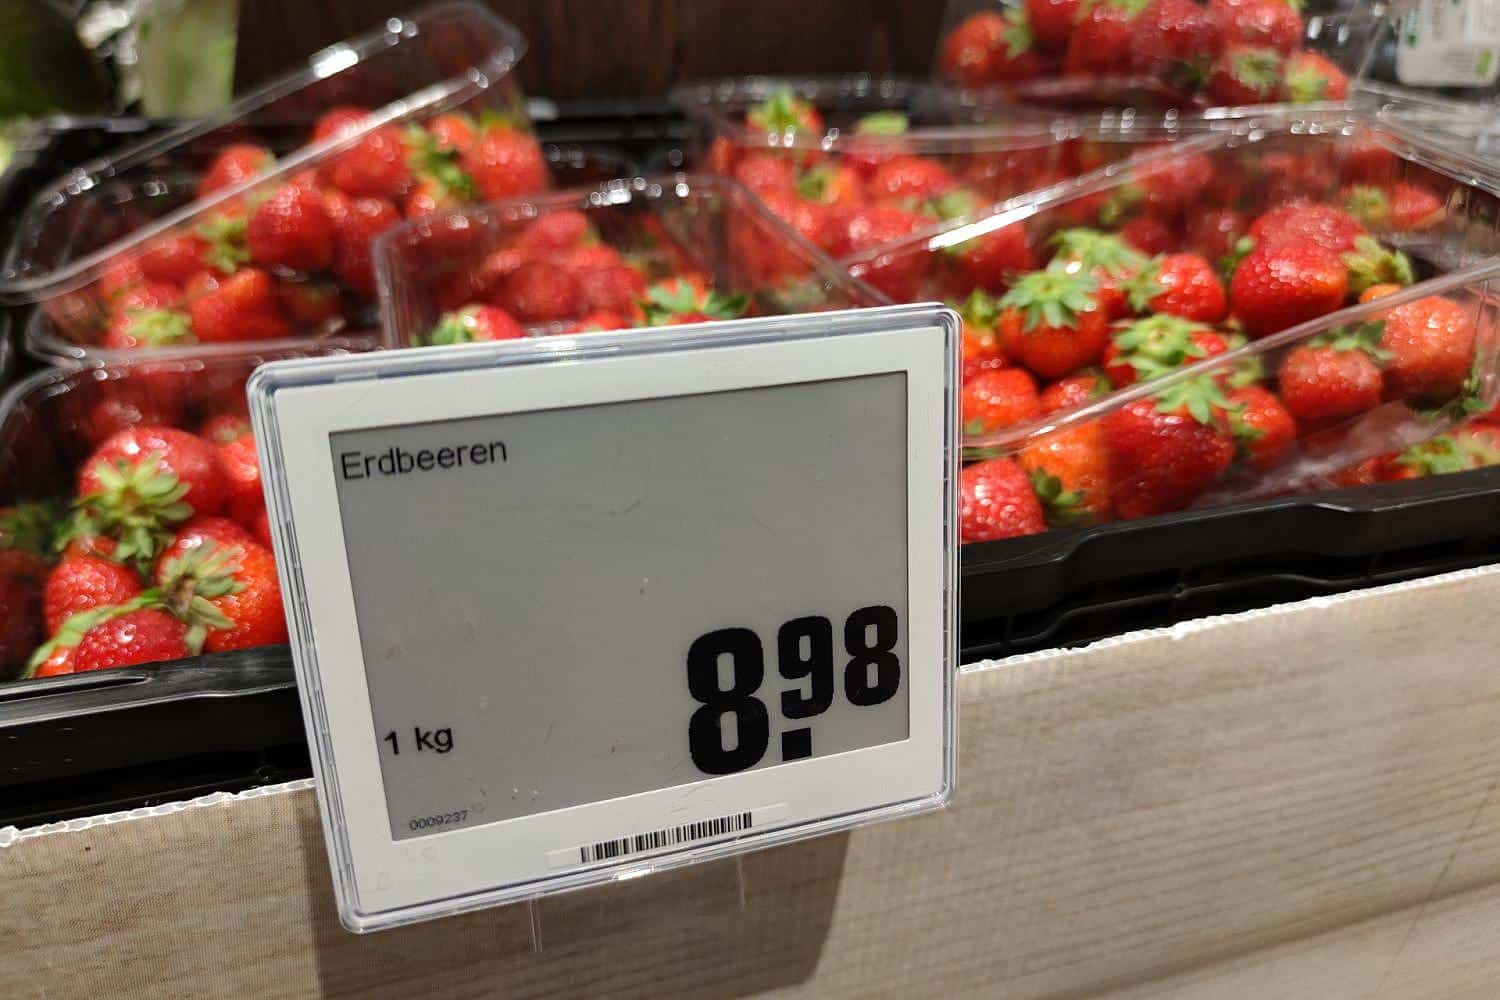 Erdbeeren
8.98
1 kg
0009237